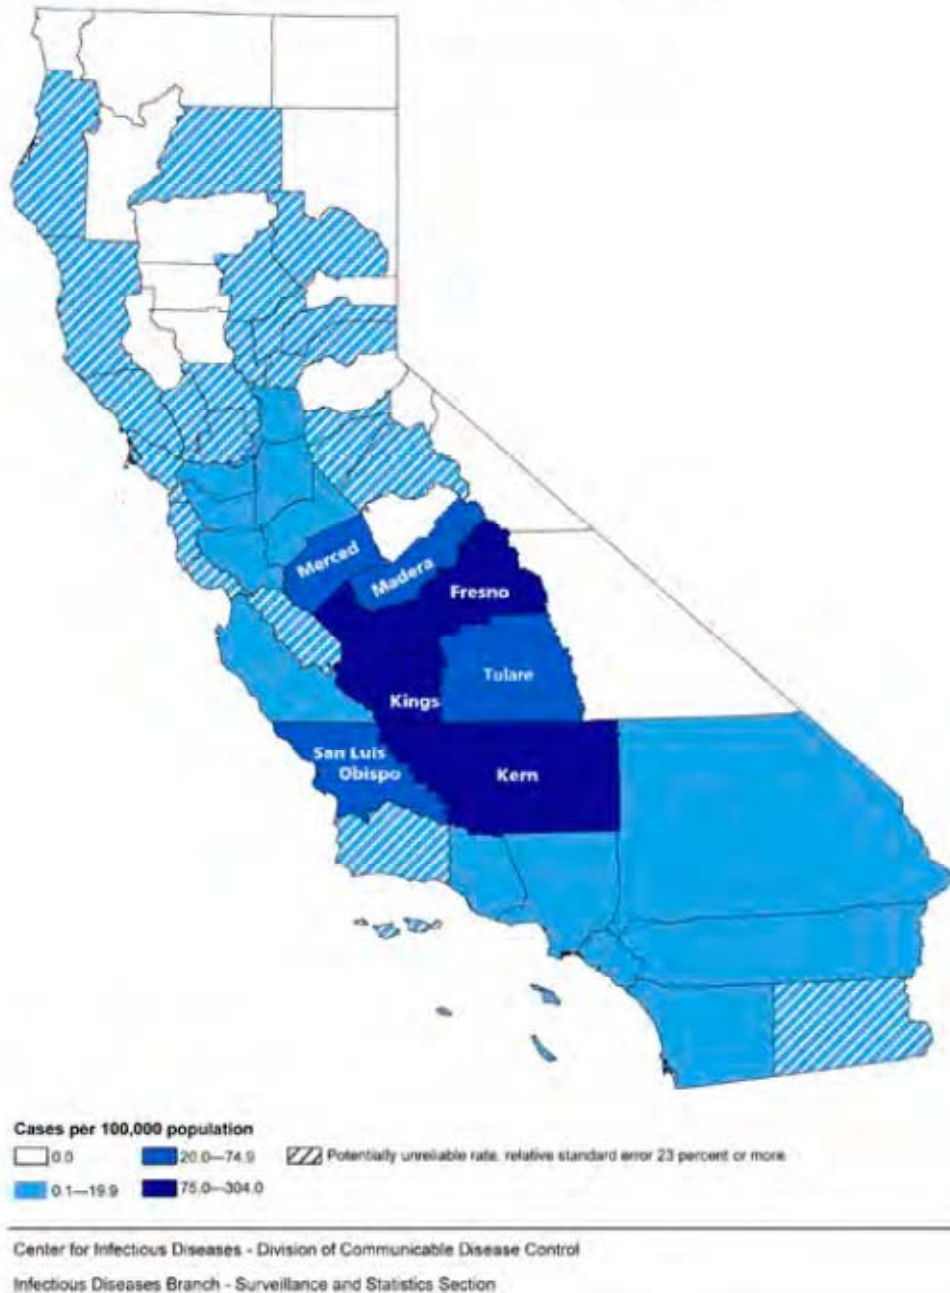 Merced
Madera
Fresno
Tulare
Kings
San Luis
Obispo
Kern
Cases per 100,000 population
0.0
20.0—74.9
Potentially unreliable rate, relative standard error 23 percent or more
0.1—19.9
75.0—304.0
Center for Infectious Diseases - Division of Communicable Disease Control
Infectious Diseases Branch - Surveillance and Statistics Section